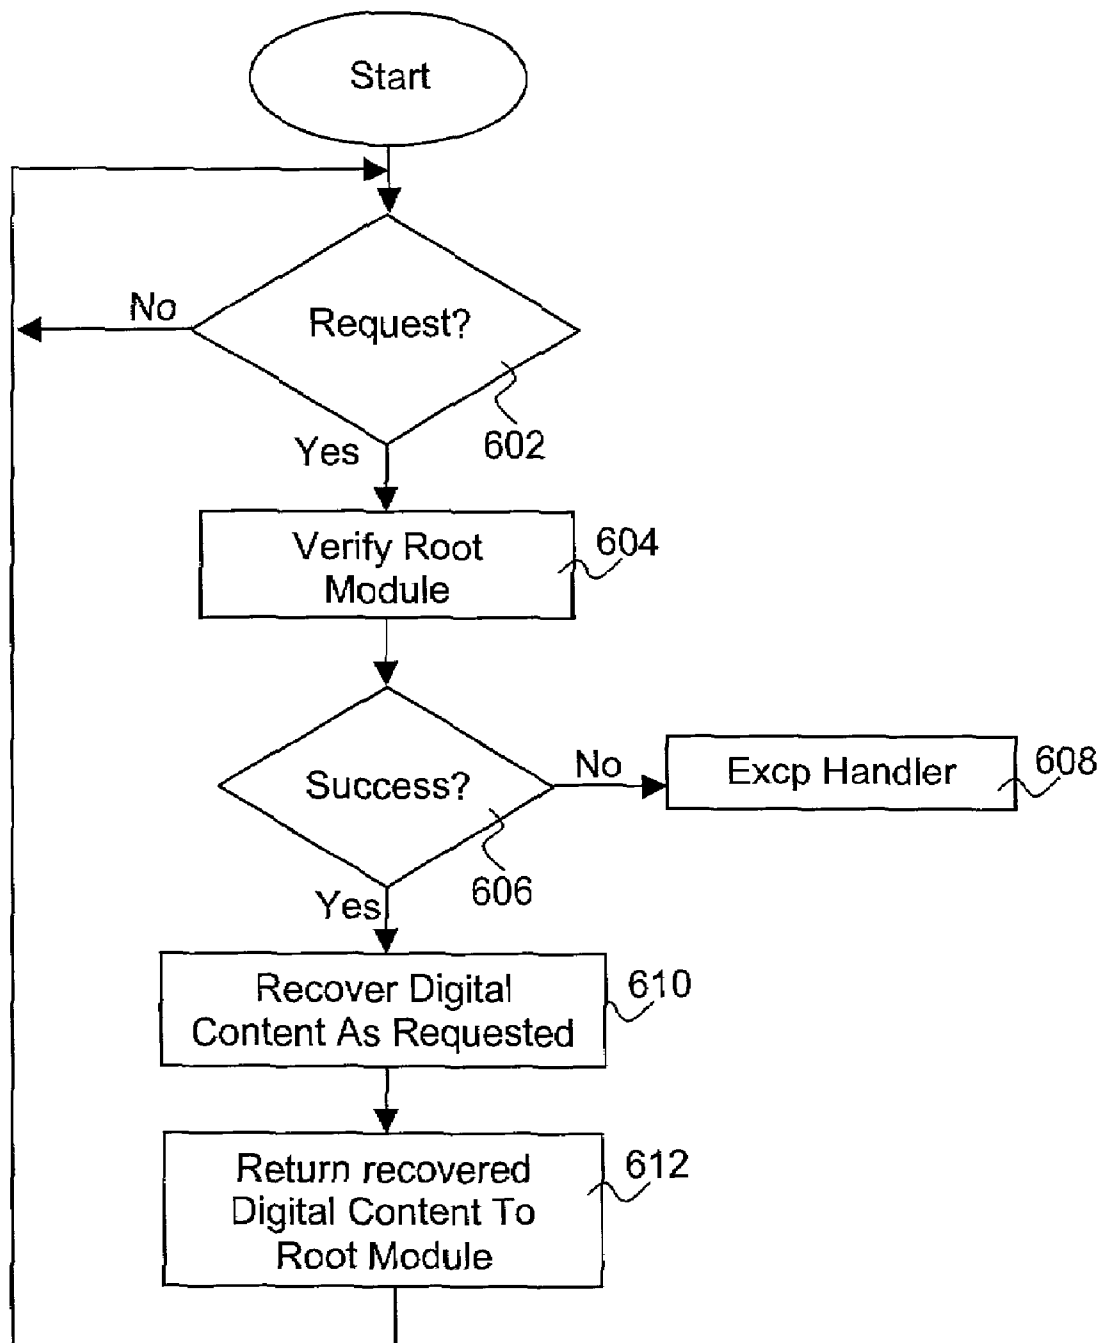 Start
No
Request?
602
Yes
Verify Root
Module
604
Success?
No
Excp Handler
608
606
Yes
Recover Digital
Content As Requested
610
Return recovered
Digital Content To
Root Module
612